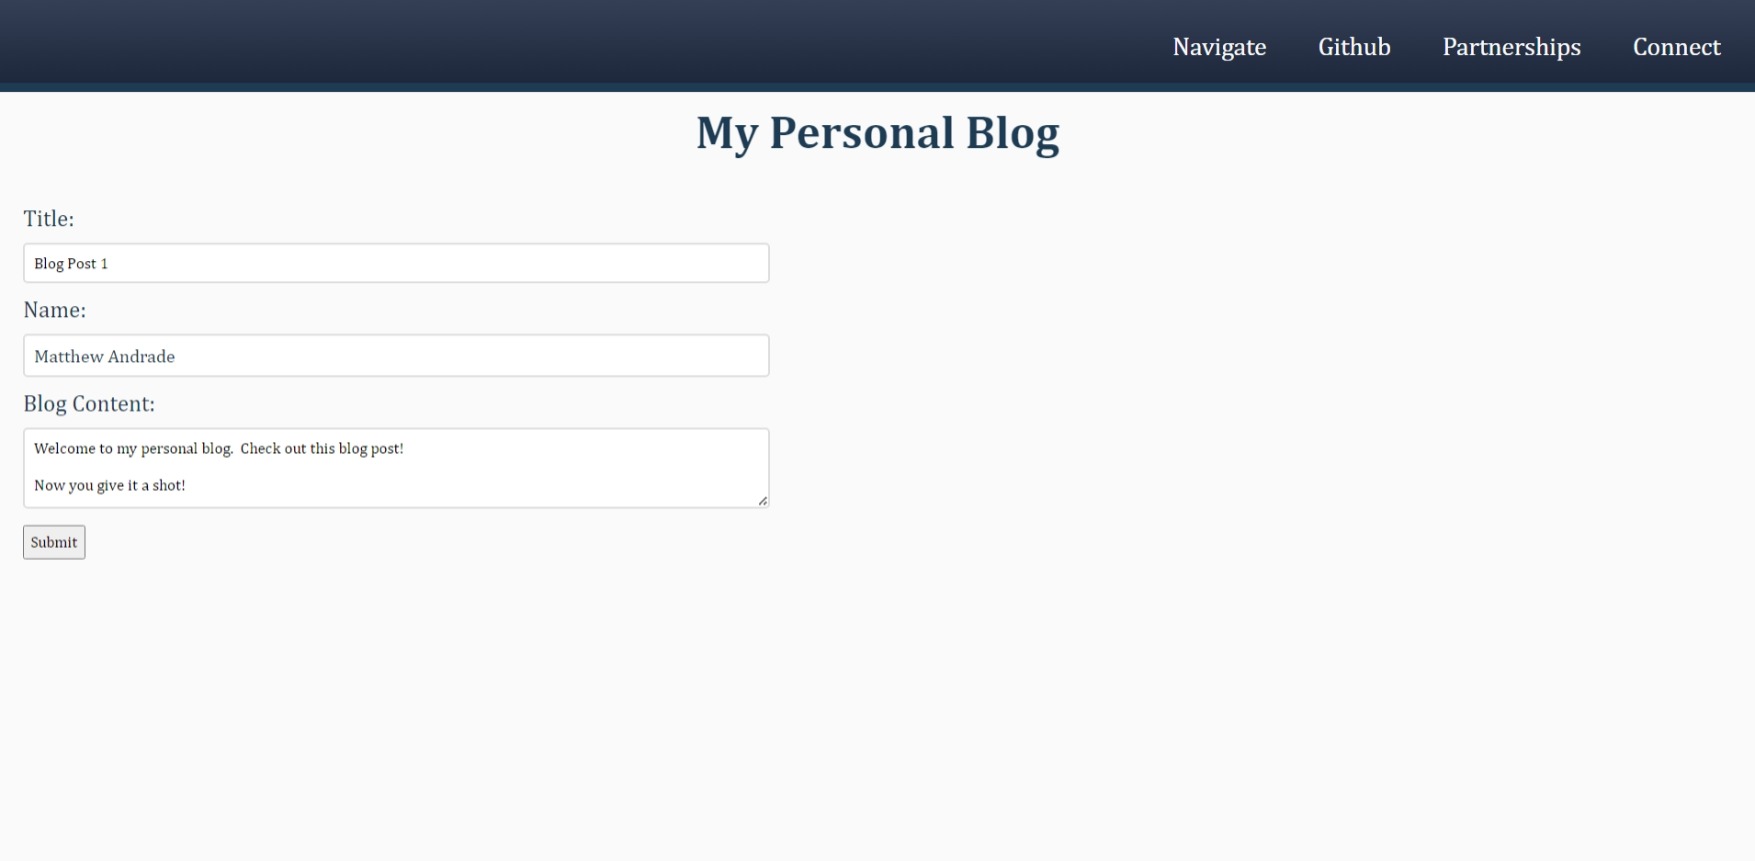 Navigate Github Partnerships Connect
My Personal Blog
Title:
Blog Post 1
Name:
Matthew Andrade
Blog Content:
Welcome to my personal blog.  Check out this blog post!
Now you give it a shot!
Submit